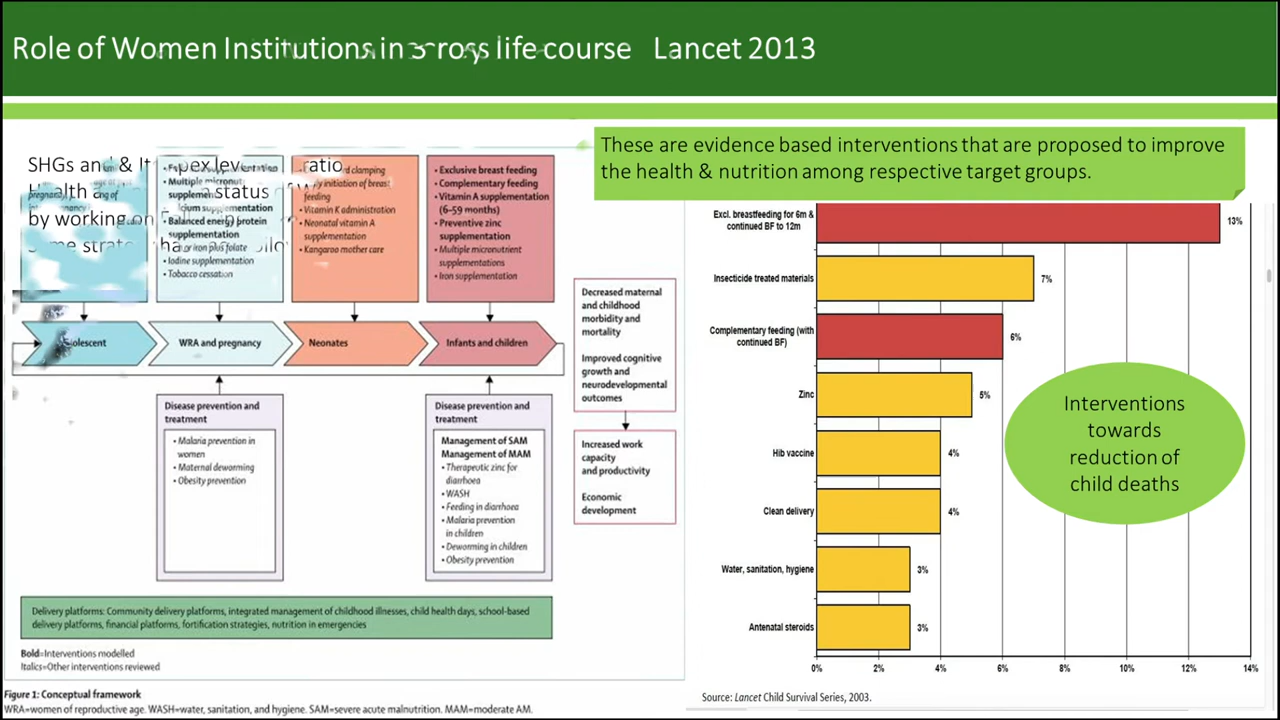 Role of Women Institutions in life course Lancet 2013
These are evidence based interventions that are proposed to improve
the health & nutrition among respective target groups.
SHGs
by working on
supplementation
Balanced energy protein
supplementation
or iron plus folate
• Iodine supplementation
• Tobacco cessation
clamping
initiation of breast
feeding
• Vitamin K administration
• Neonatal vitamin A
supplementation
• Kangaroo mother care
• Exclusive breast feeding
• Complementary feeding
• Vitamin A supplementation
(6–59 months)
• Preventive zinc
supplementation
• Multiple micronutrient
supplementations
• Iron supplementation
WRA and pregnancy
Neonates
Infants and children
Disease prevention and
treatment
• Malaria prevention in
women
• Maternal deworming
• Obesity prevention
Disease prevention and
treatment
Management of SAM
Management of MAM
• Therapeutic zinc for
diarrhoea
• WASH
• Feeding in diarrhoea
• Malaria prevention
in children
• Deworming in children
• Obesity prevention
Decreased maternal
and childhood
morbidity and
mortality
Improved cognitive
growth and
neurodevelopmental
outcomes
Increased work
capacity
and productivity
Economic
development
Delivery platforms: Community delivery platforms, integrated management of childhood illnesses, child health days, school-based
delivery platforms, financial platforms, fortification strategies, nutrition in emergencies
Bold=Interventions modelled
Italics=Other interventions reviewed
Figure 1: Conceptual framework
WRA=women of reproductive age. WASH=water, sanitation, and hygiene. SAM=severe acute malnutrition. MAM=moderate AM.
Excl. breastfeeding for 6m &
continued BF to 12m
13%
Insecticide treated materials
7%
Complementary feeding (with
continued BF)
6%
Zinc
5%
Hib vaccine
4%
Clean delivery
4%
Water, sanitation, hygiene
3%
Antenatal steroids
3%
0% 2% 4% 6% 8% 10% 12% 14%
Interventions
towards
reduction of
child deaths
Source: Lancet Child Survival Series, 2003.